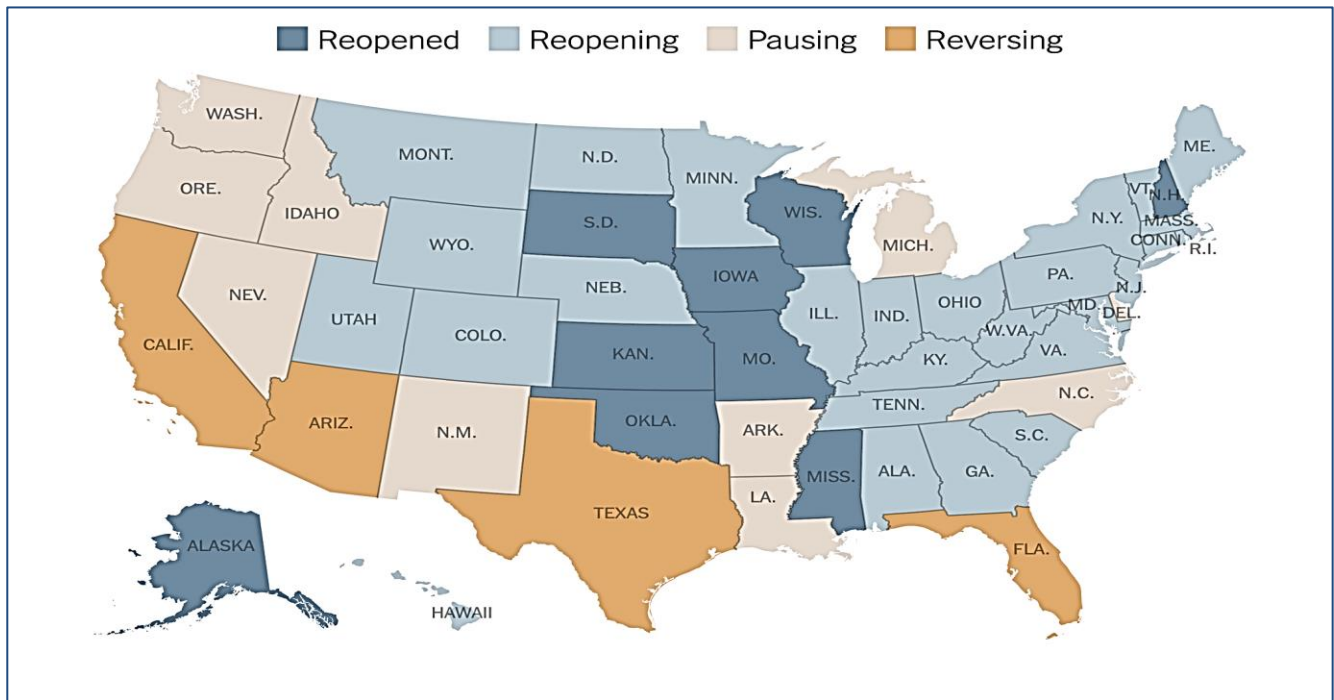 Reopened Reopening Pausing Reversing
WASH.
ME.
MONT.
N.D.
MINN.
ORE.
VT.
N.H.
IDAHO
S.D.
WIS.
N.Y.
MASS.
WYO.
MICH.
CONN.
R.I.
IOWA
PA.
NEB.
N.J.
NEV.
OHIO
MD.
DEL.
UTAH
ILL.
IND.
COLO.
W.VA.
CALIF.
VA.
KAN.
MO.
KY.
N.C.
TENN.
ARIZ.
OKLA.
ARK.
N.M.
S.C.
MISS.
ALA.
GA.
LA.
TEXAS
ALASKA
FLA.
HAWAII